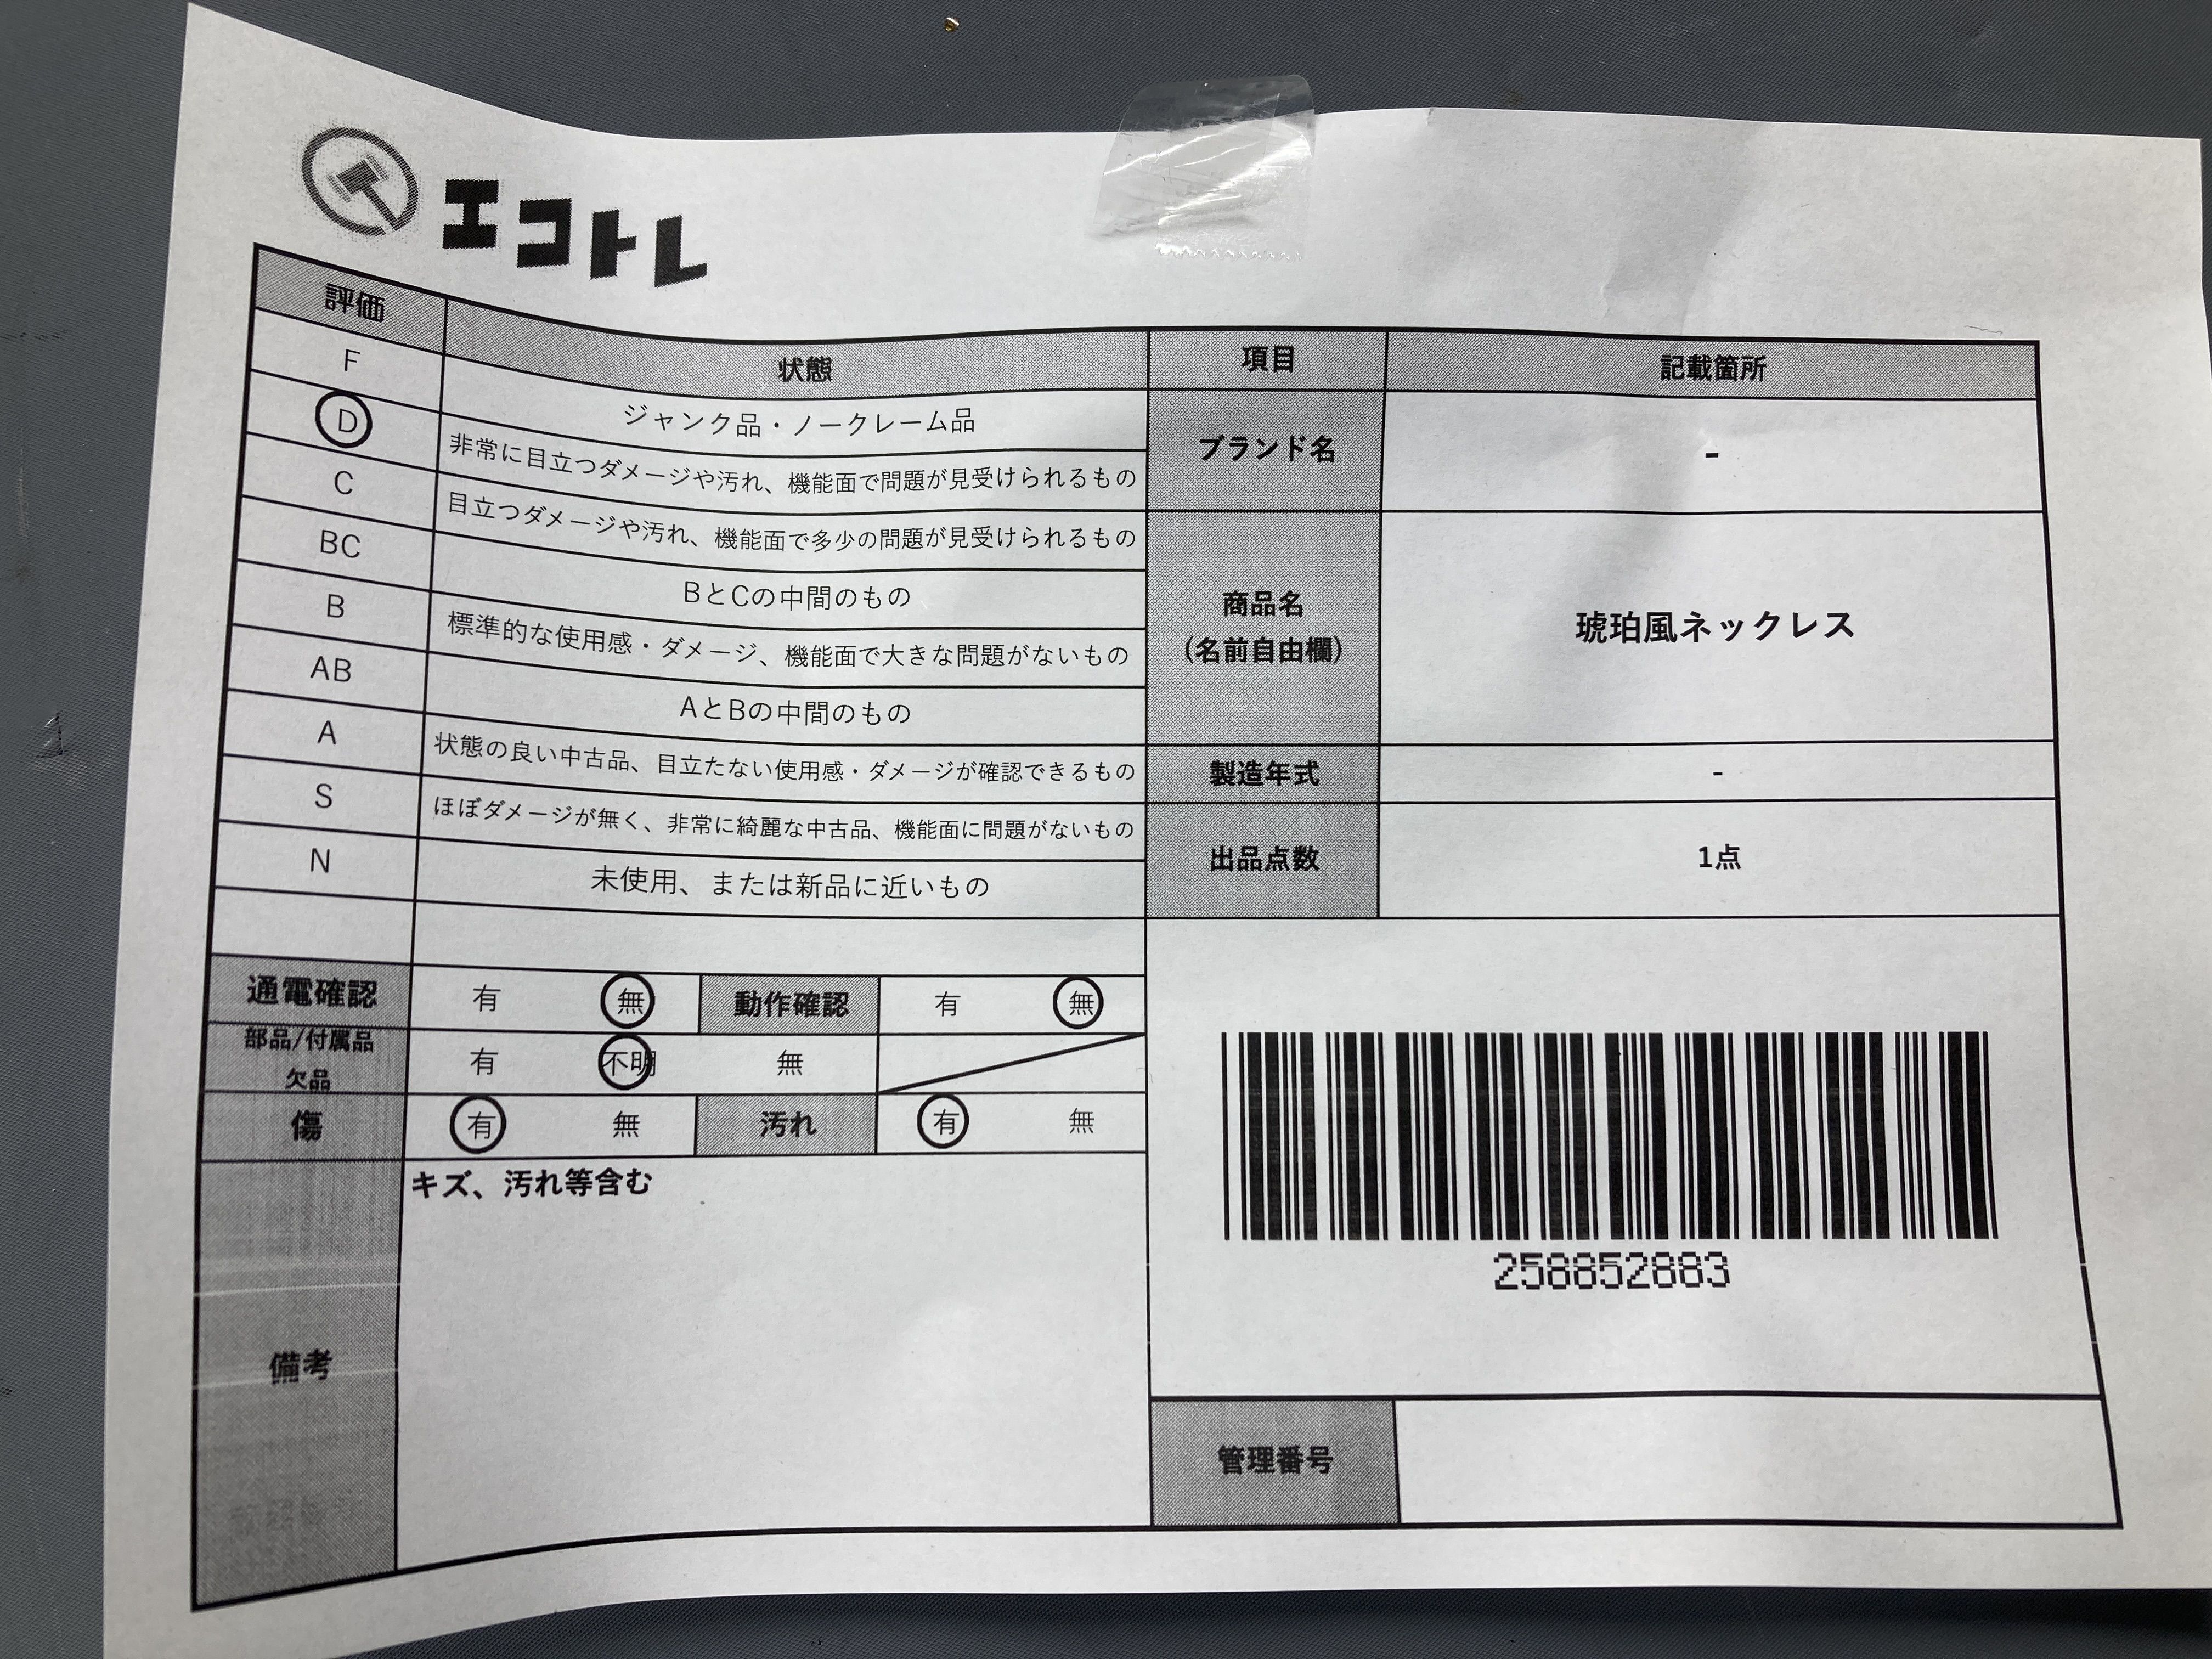 エコトレ
評価
状態
F
ジャンク品・ノークレーム品
D
非常に目立つダメージや汚れ、機能面で問題が見受けられるもの
C
目立つダメージや汚れ、機能面で多少の問題が見受けられるもの
BC
BとCの中間のもの
B
標準的な使用感・ダメージ、機能面で大きな問題がないもの
AB
AとBの中間のもの
A
状態の良い中古品、目立たない使用感・ダメージが確認できるもの
S
ほぼダメージが無く、非常に綺麗な中古品、機能面に問題がないもの
N
未使用、または新品に近いもの
通電確認 有 無 動作確認 有 無
部品/付属品
欠品
有 不明 無
傷 有 無 汚れ 有 無
備考
キズ、汚れ等含む
項目 記載箇所
ブランド名 -
商品名
(名前自由欄)
琥珀風ネックレス
製造年式 -
出品点数 1点
258852883
管理番号